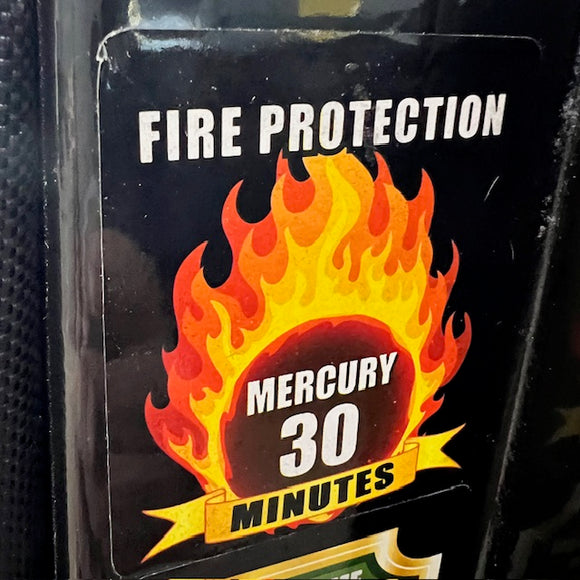 FIRE PROTECTION
MERCURY
30
MINUTES